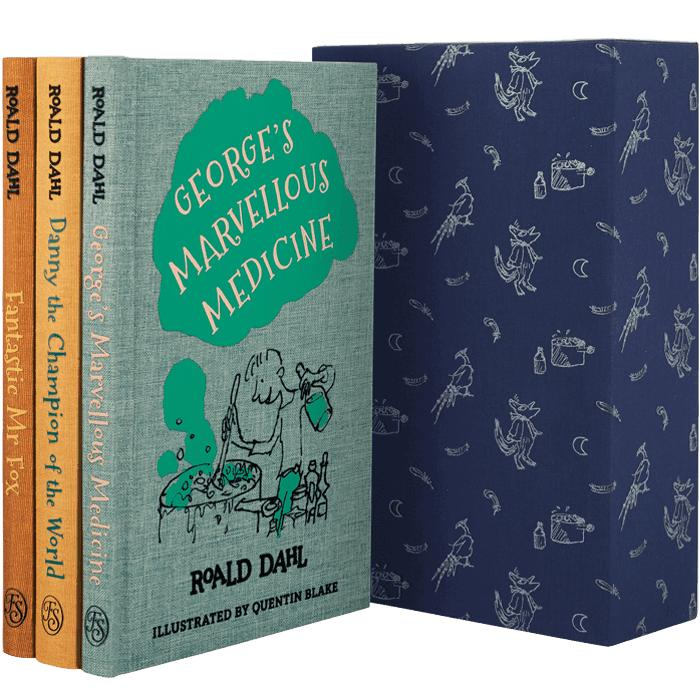 ROALD DAHL
Fantastic Mr Fox
FS
ROALD DAHL
Danny the Champion of the World
FS
ROALD DAHL
George's Marvellous Medicine
FS
GEORGE'S
MARVELLOUS
MEDICINE
ROALD DAHL
ILLUSTRATED BY QUENTIN BLAKE